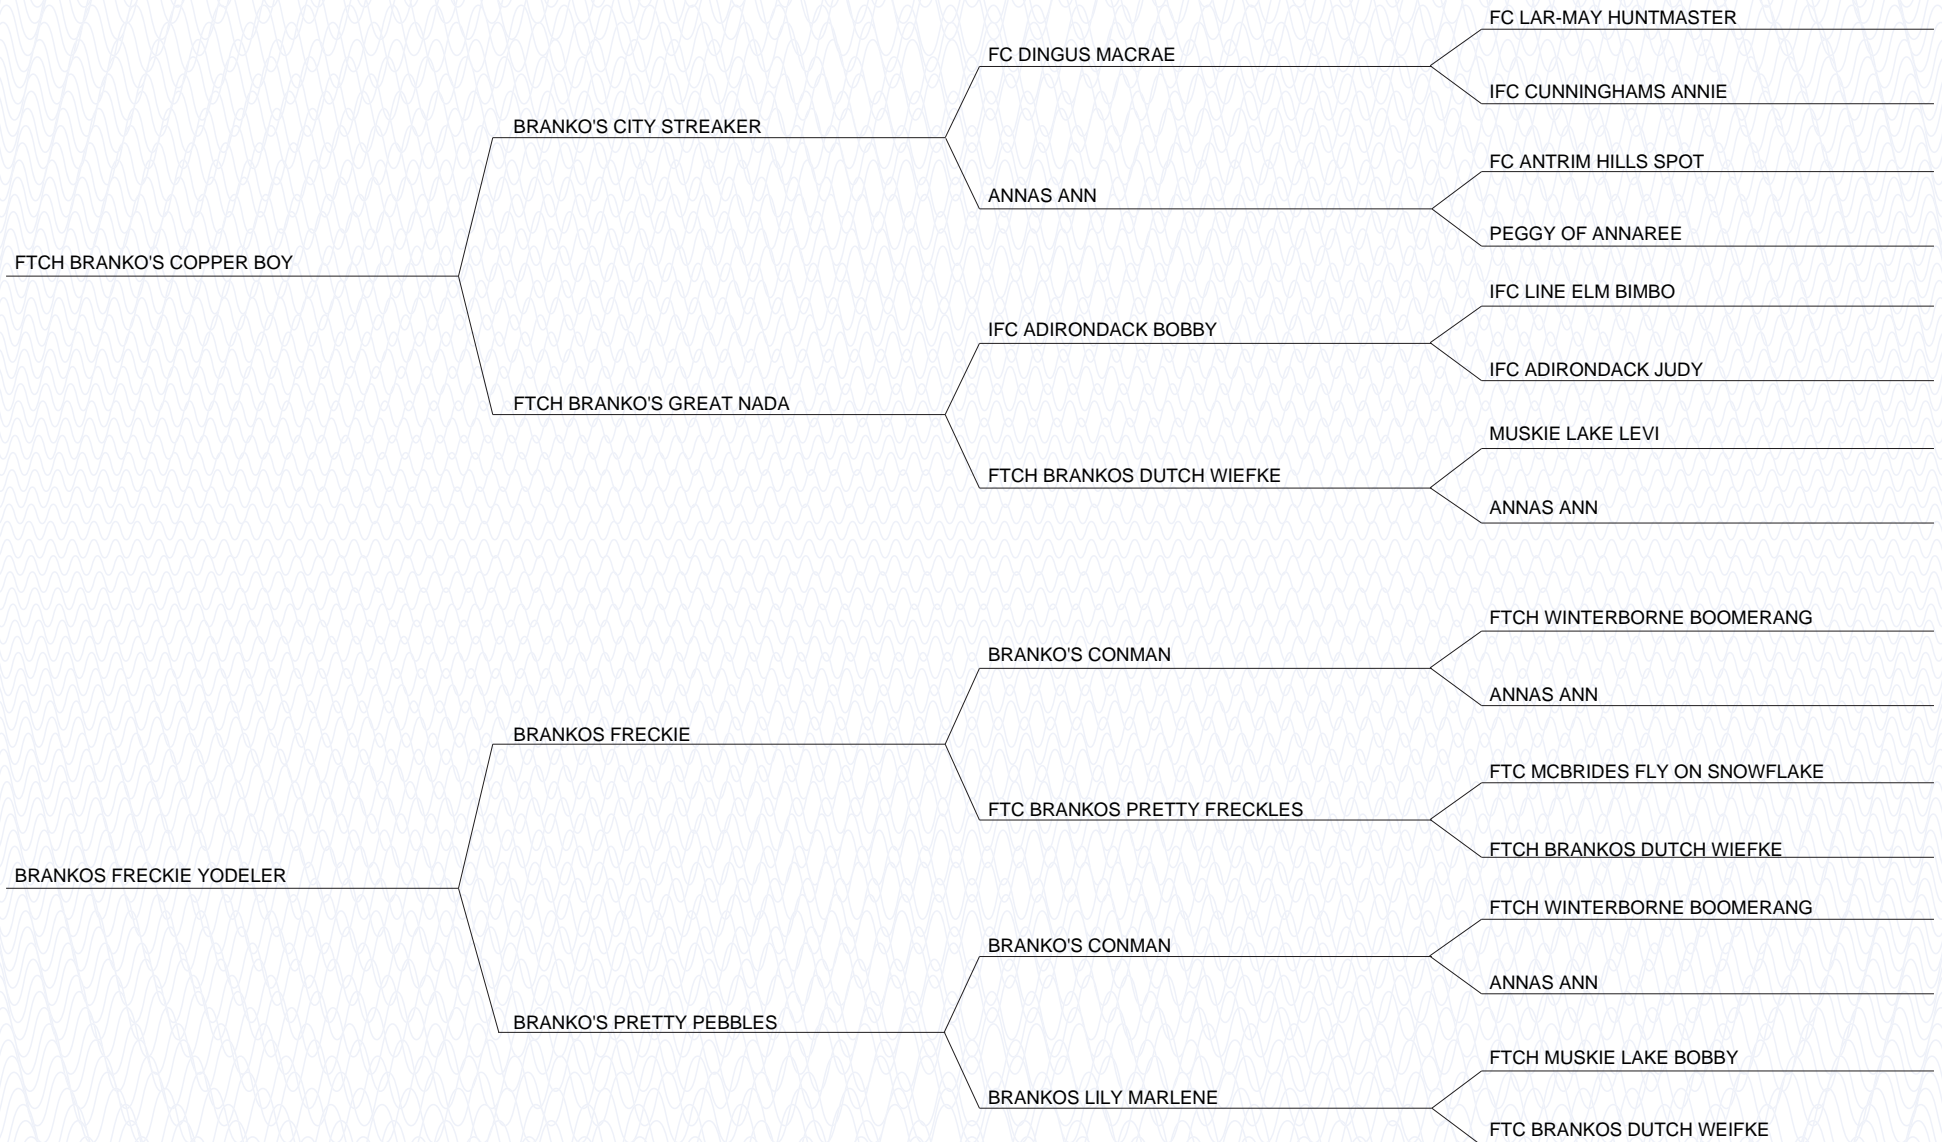 FC LAR-MAY HUNTMASTER
FC DINGUS MACRAE
IFC CUNNINGHAMS ANNIE
BRANKO'S CITY STREAKER
FC ANTRIM HILLS SPOT
ANNAS ANN
PEGGY OF ANNAREE
FTCH BRANKO'S COPPER BOY
IFC LINE ELM BIMBO
IFC ADIRONDACK BOBBY
IFC ADIRONDACK JUDY
FTCH BRANKO'S GREAT NADA
MUSKIE LAKE LEVI
FTCH BRANKOS DUTCH WIEFKE
ANNAS ANN
FTCH WINTERBORNE BOOMERANG
BRANKO'S CONMAN
ANNAS ANN
BRANKOS FRECKIE
FTC MCBRIDES FLY ON SNOWFLAKE
FTC BRANKOS PRETTY FRECKLES
FTCH BRANKOS DUTCH WIEFKE
BRANKOS FRECKIE YODELER
FTCH WINTERBORNE BOOMERANG
BRANKO'S CONMAN
ANNAS ANN
BRANKO'S PRETTY PEBBLES
FTCH MUSKIE LAKE BOBBY
BRANKOS LILY MARLENE
FTC BRANKOS DUTCH WEIFKE